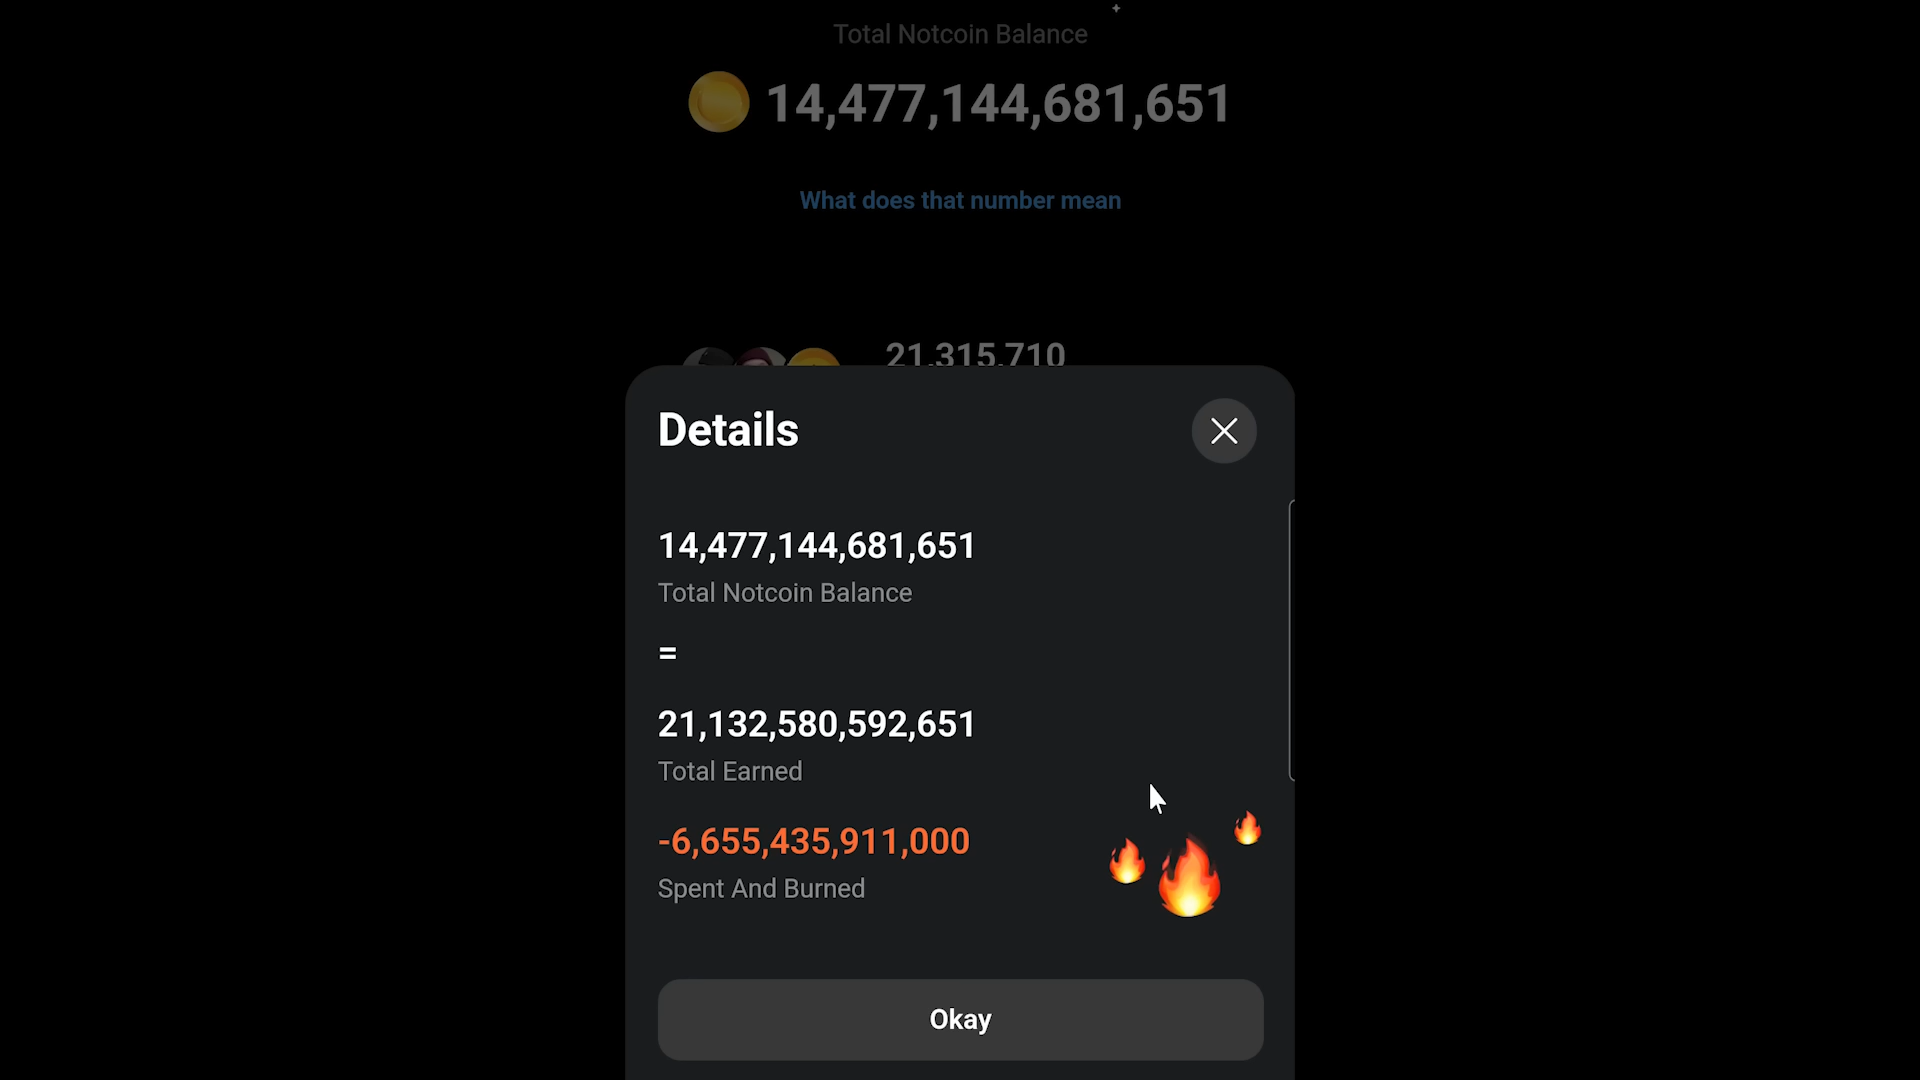 Total Notcoin Balance
14,477,144,681,651
What does that number mean
21,315,710
Details
14,477,144,681,651
Total Notcoin Balance
=
21,132,580,592,651
Total Earned
-6,655,435,911,000
Spent And Burned
Okay